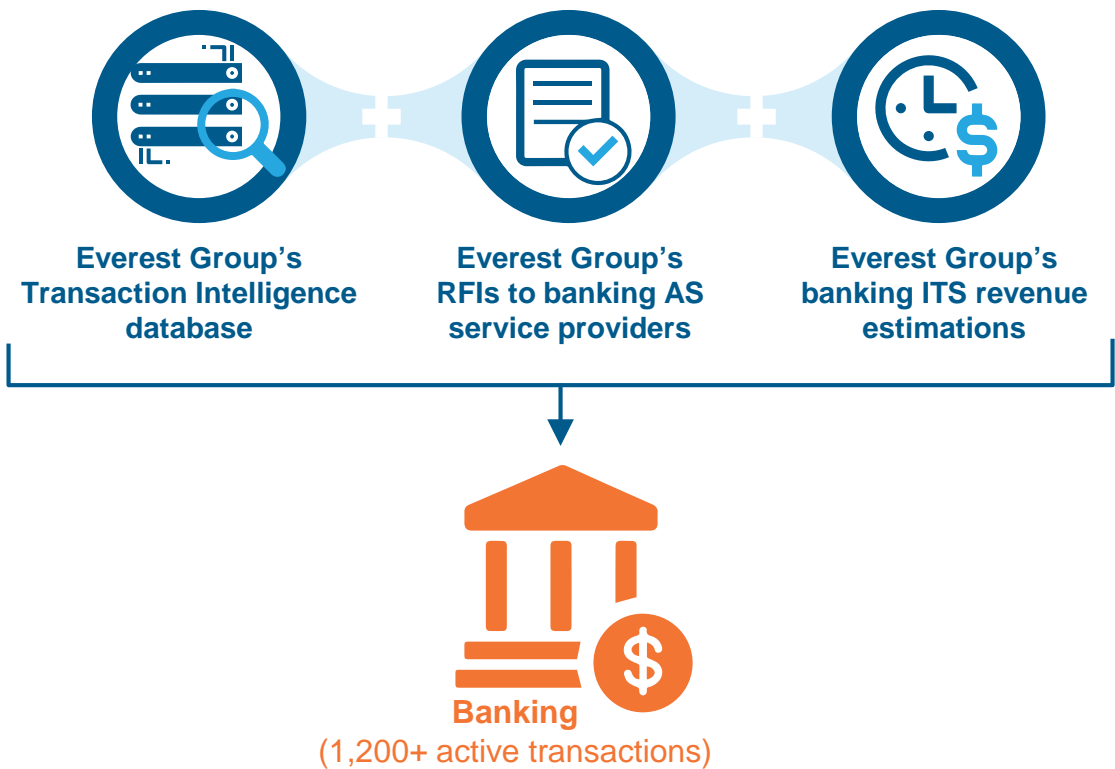 Everest Group’s
Transaction Intelligence
database
Everest Group’s
RFIs to banking AS
service providers
Everest Group’s
banking ITS revenue
estimations
Banking
(1,200+ active transactions)